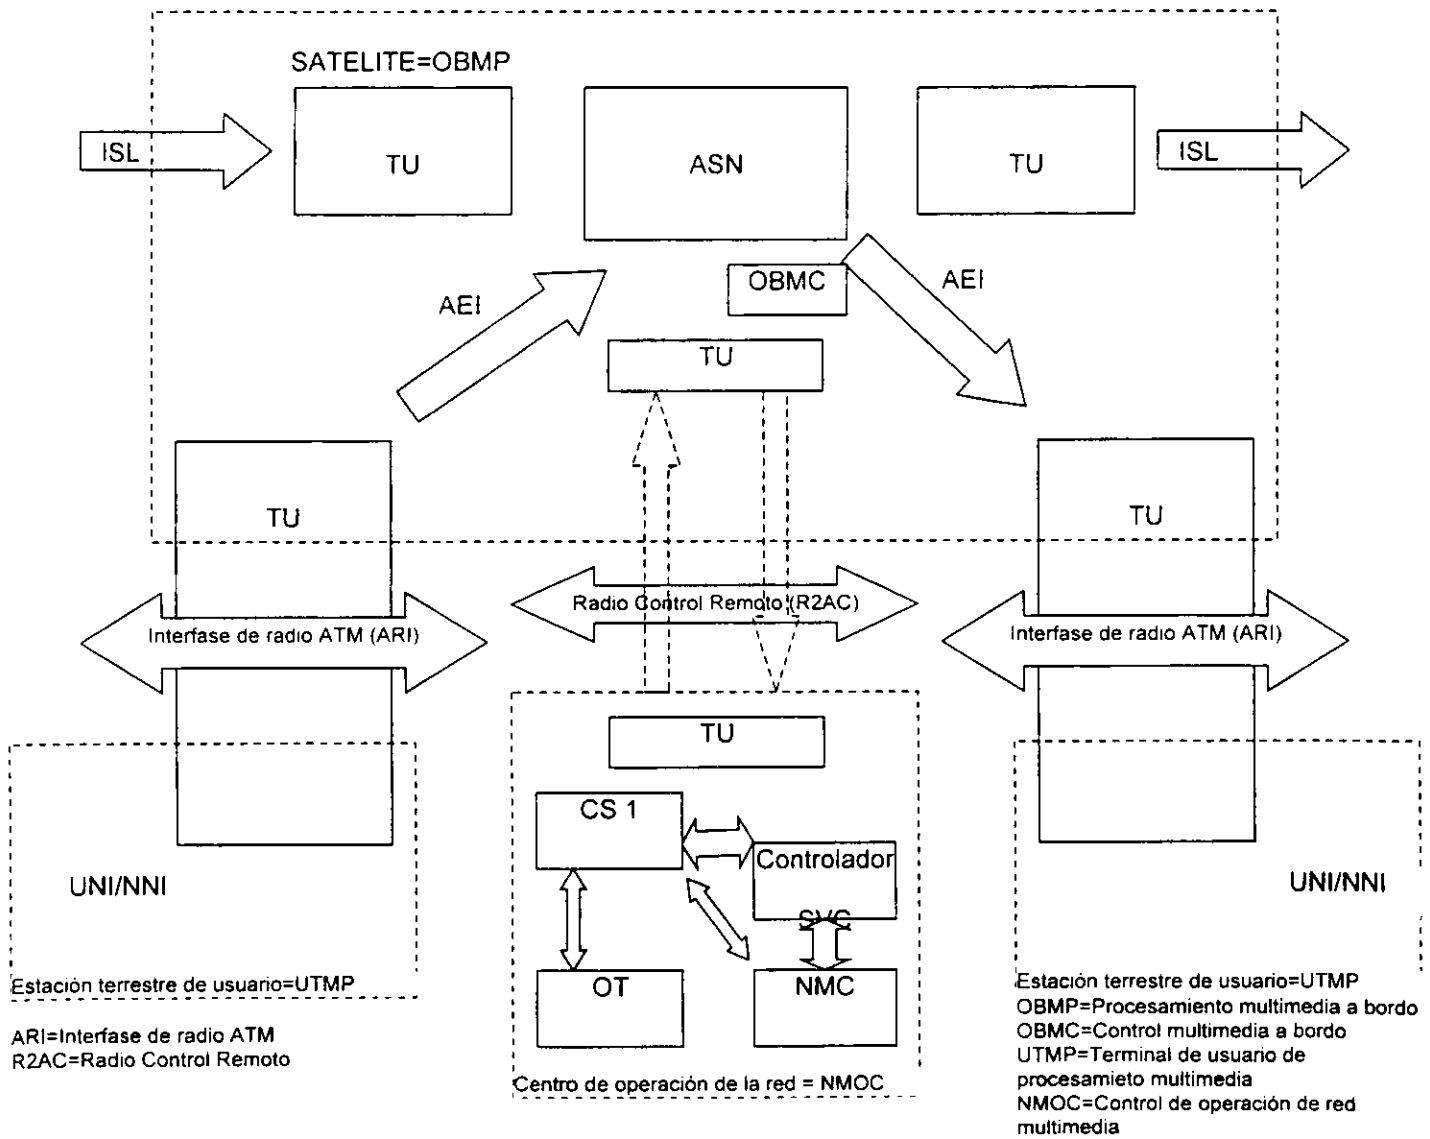 SATELITE=OBMP
ISL
TU
ASN
TU
ISL
AEI
OBMC
AEI
TU
TU
TU
Radio Control Remoto (R2AC)
Interfase de radio ATM (ARI)
Interfase de radio ATM (ARI)
TU
CS 1
Controlador
SVC
UNI/NNI
UNI/NNI
OT
NMC
Estación terrestre de usuario=UTMP
ARI=Interfase de radio ATM
R2AC=Radio Control Remoto
Centro de operación de la red = NMOC
Estación terrestre de usuario=UTMP
OBMP=Procesamiento multimedia a bordo
OBMC=Control multimedia a bordo
UTMP=Terminal de usuario de
procesamieto multimedia
NMOC=Control de operación de red
multimedia